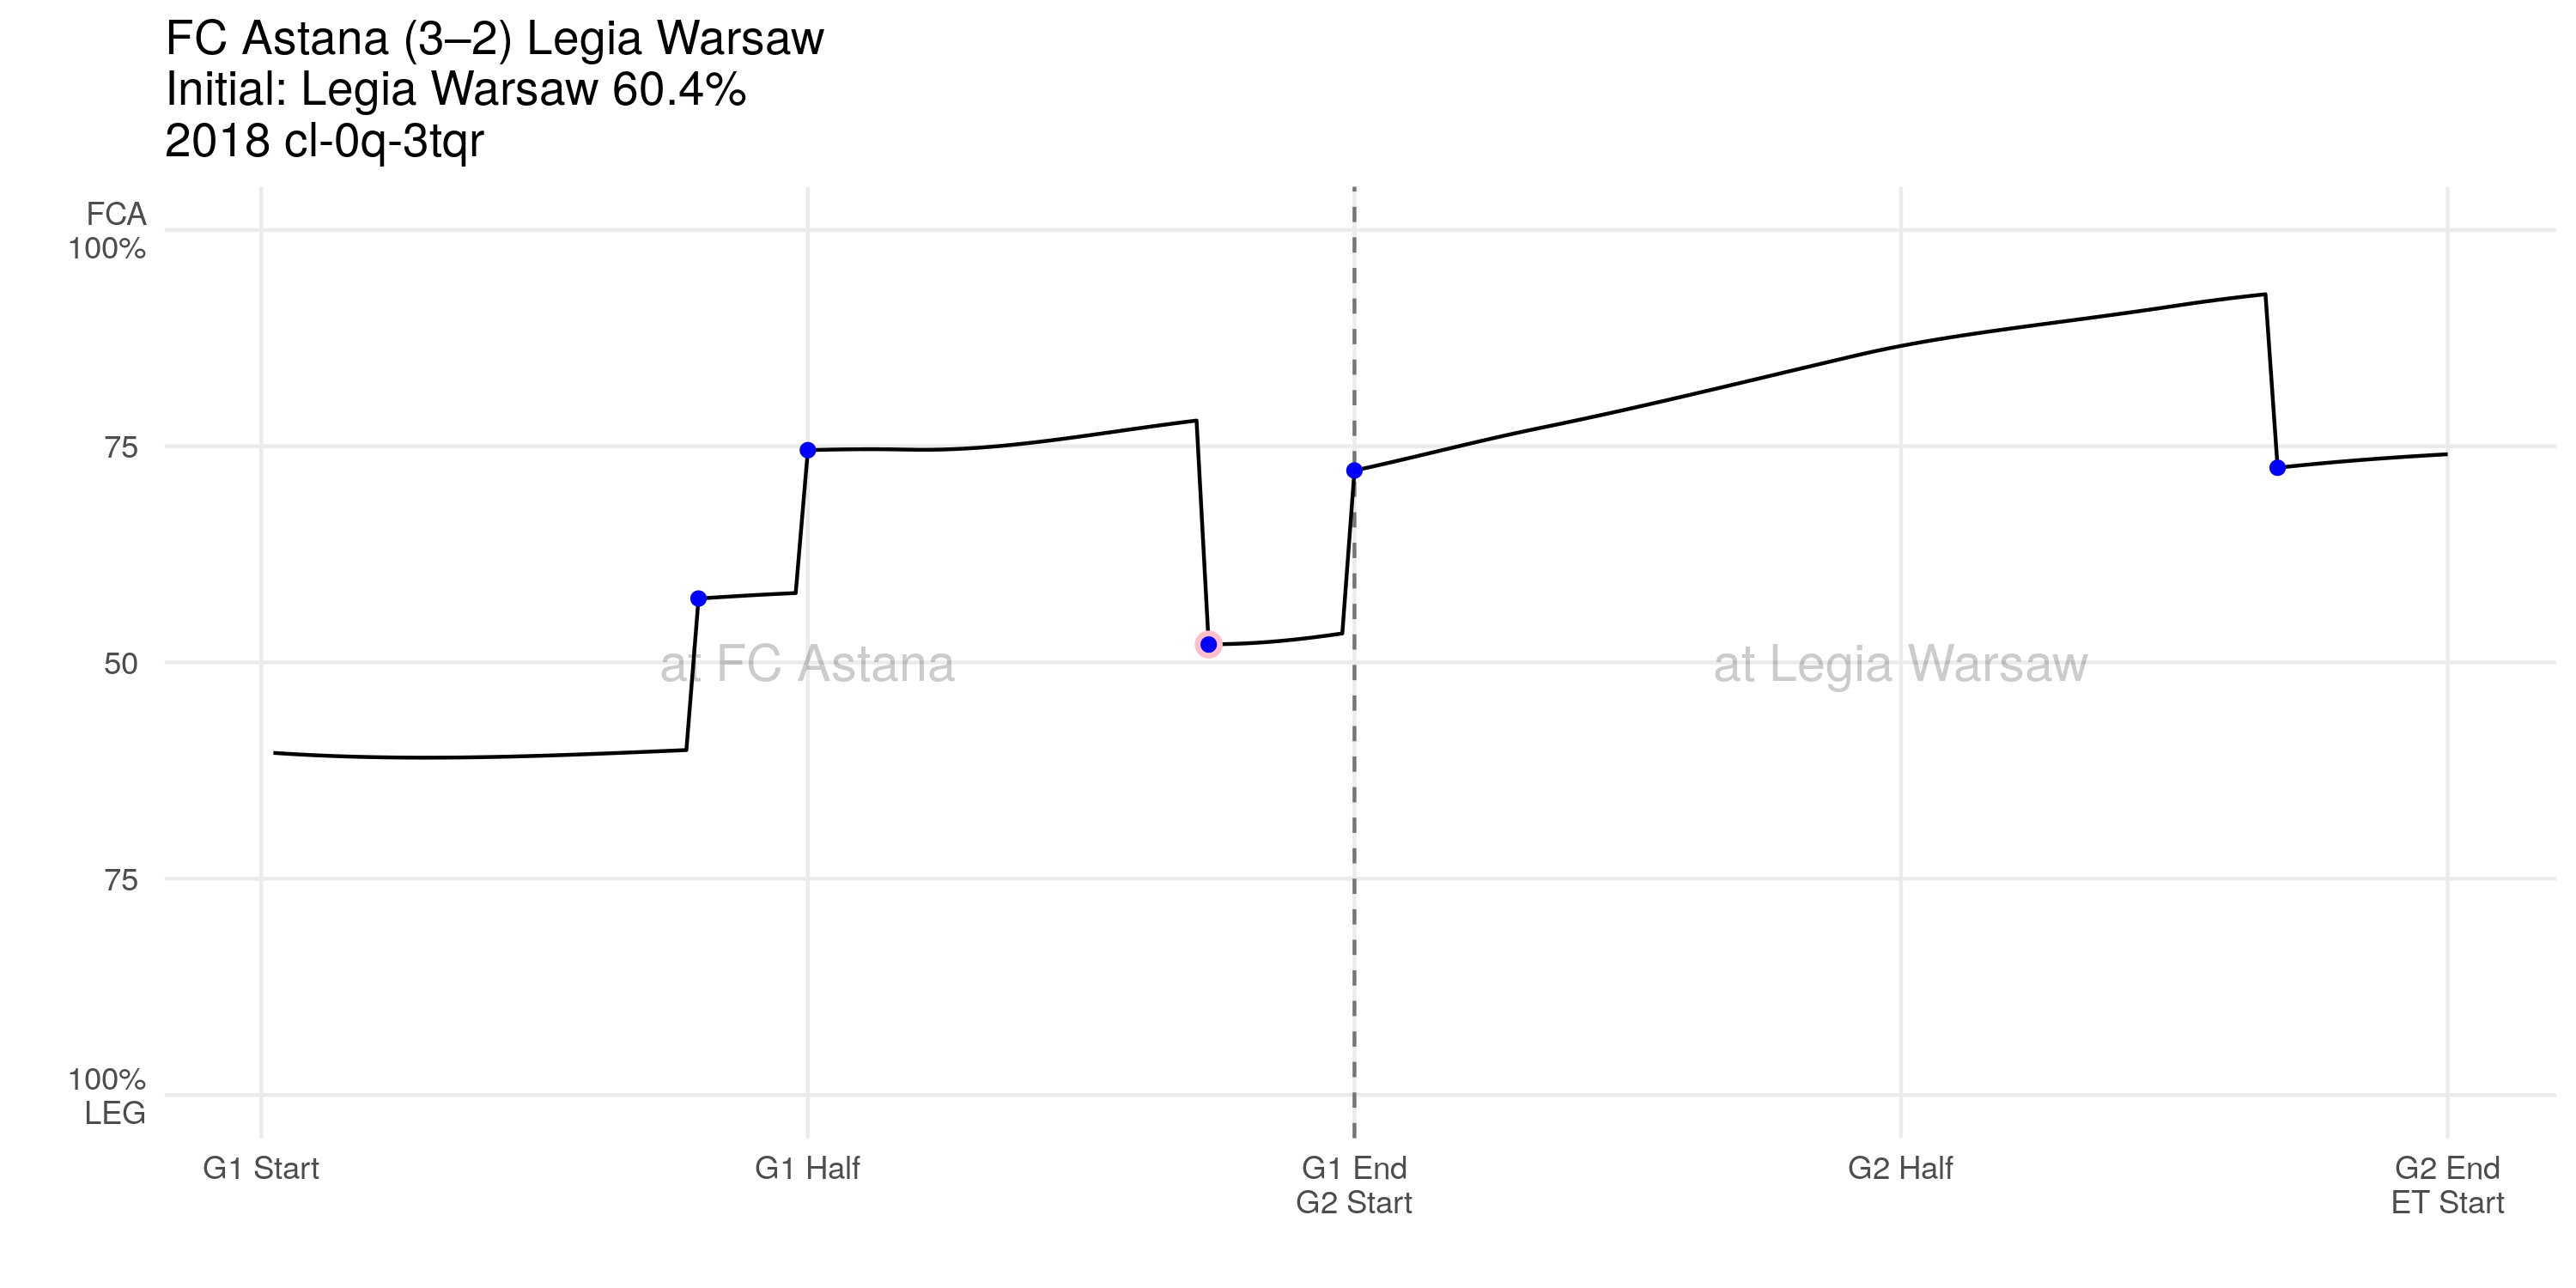 FC Astana (3–2) Legia Warsaw
Initial: Legia Warsaw 60.4%
2018 cl-0q-3tqr
FCA
100%
75
50
75
100%
LEG
at FC Astana
at Legia Warsaw
G1 Start
G1 Half
G1 End
G2 Start
G2 Half
G2 End
ET Start